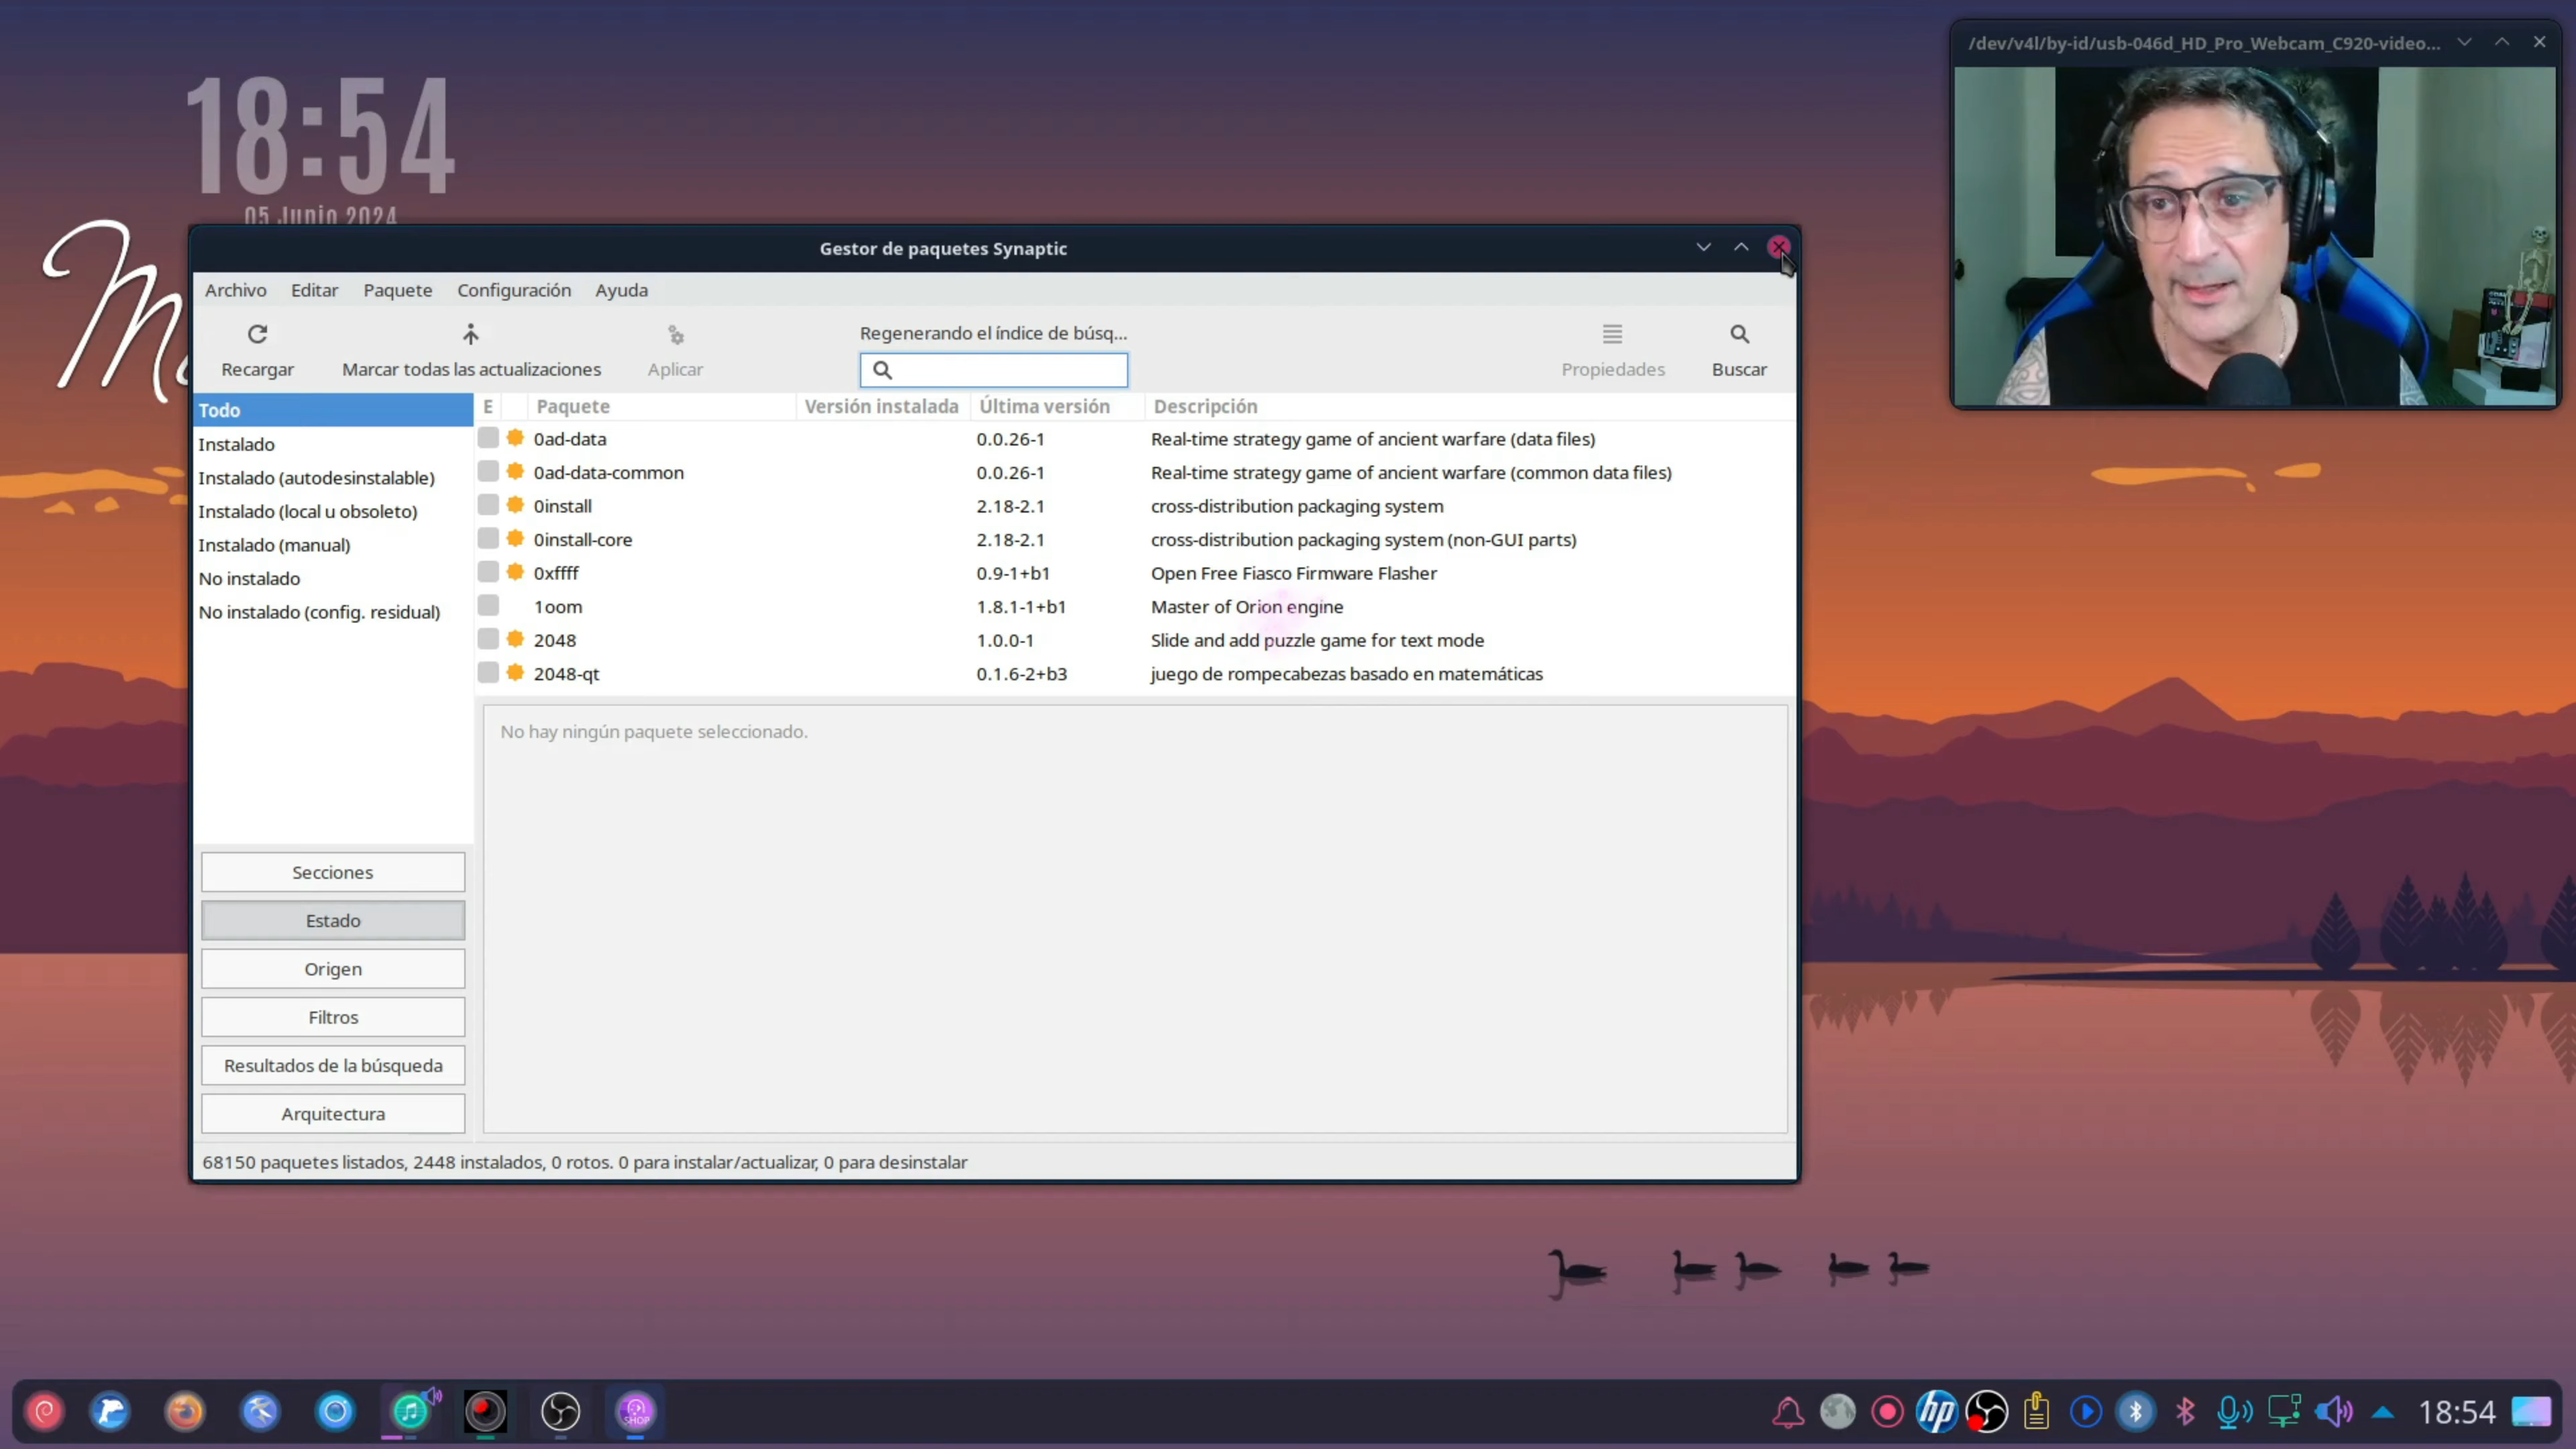 18:54
05 Junio 2024
/dev/v4l/by-id/usb-046d_HD_Pro_Webcam_C920-video...
Gestor de paquetes Synaptic
Archivo Editar Paquete Configuración Ayuda
Regenerando el índice de búsq...
Recargar Marcar todas las actualizaciones Aplicar Propiedades Buscar
Todo
Instalado
Instalado (autodesinstalable)
Instalado (local u obsoleto)
Instalado (manual)
No instalado
No instalado (config. residual)
E Paquete Versión instalada Última versión Descripción
0ad-data 0.0.26-1 Real-time strategy game of ancient warfare (data files)
0ad-data-common 0.0.26-1 Real-time strategy game of ancient warfare (common data files)
0install 2.18-2.1 cross-distribution packaging system
0install-core 2.18-2.1 cross-distribution packaging system (non-GUI parts)
0xffff 0.9-1+b1 Open Free Fiasco Firmware Flasher
1oom 1.8.1-1+b1 Master of Orion engine
2048 1.0.0-1 Slide and add puzzle game for text mode
2048-qt 0.1.6-2+b3 juego de rompecabezas basado en matemáticas
No hay ningún paquete seleccionado.
Secciones
Estado
Origen
Filtros
Resultados de la búsqueda
Arquitectura
68150 paquetes listados, 2448 instalados, 0 rotos. 0 para instalar/actualizar, 0 para desinstalar
SHOP
hp
18:54